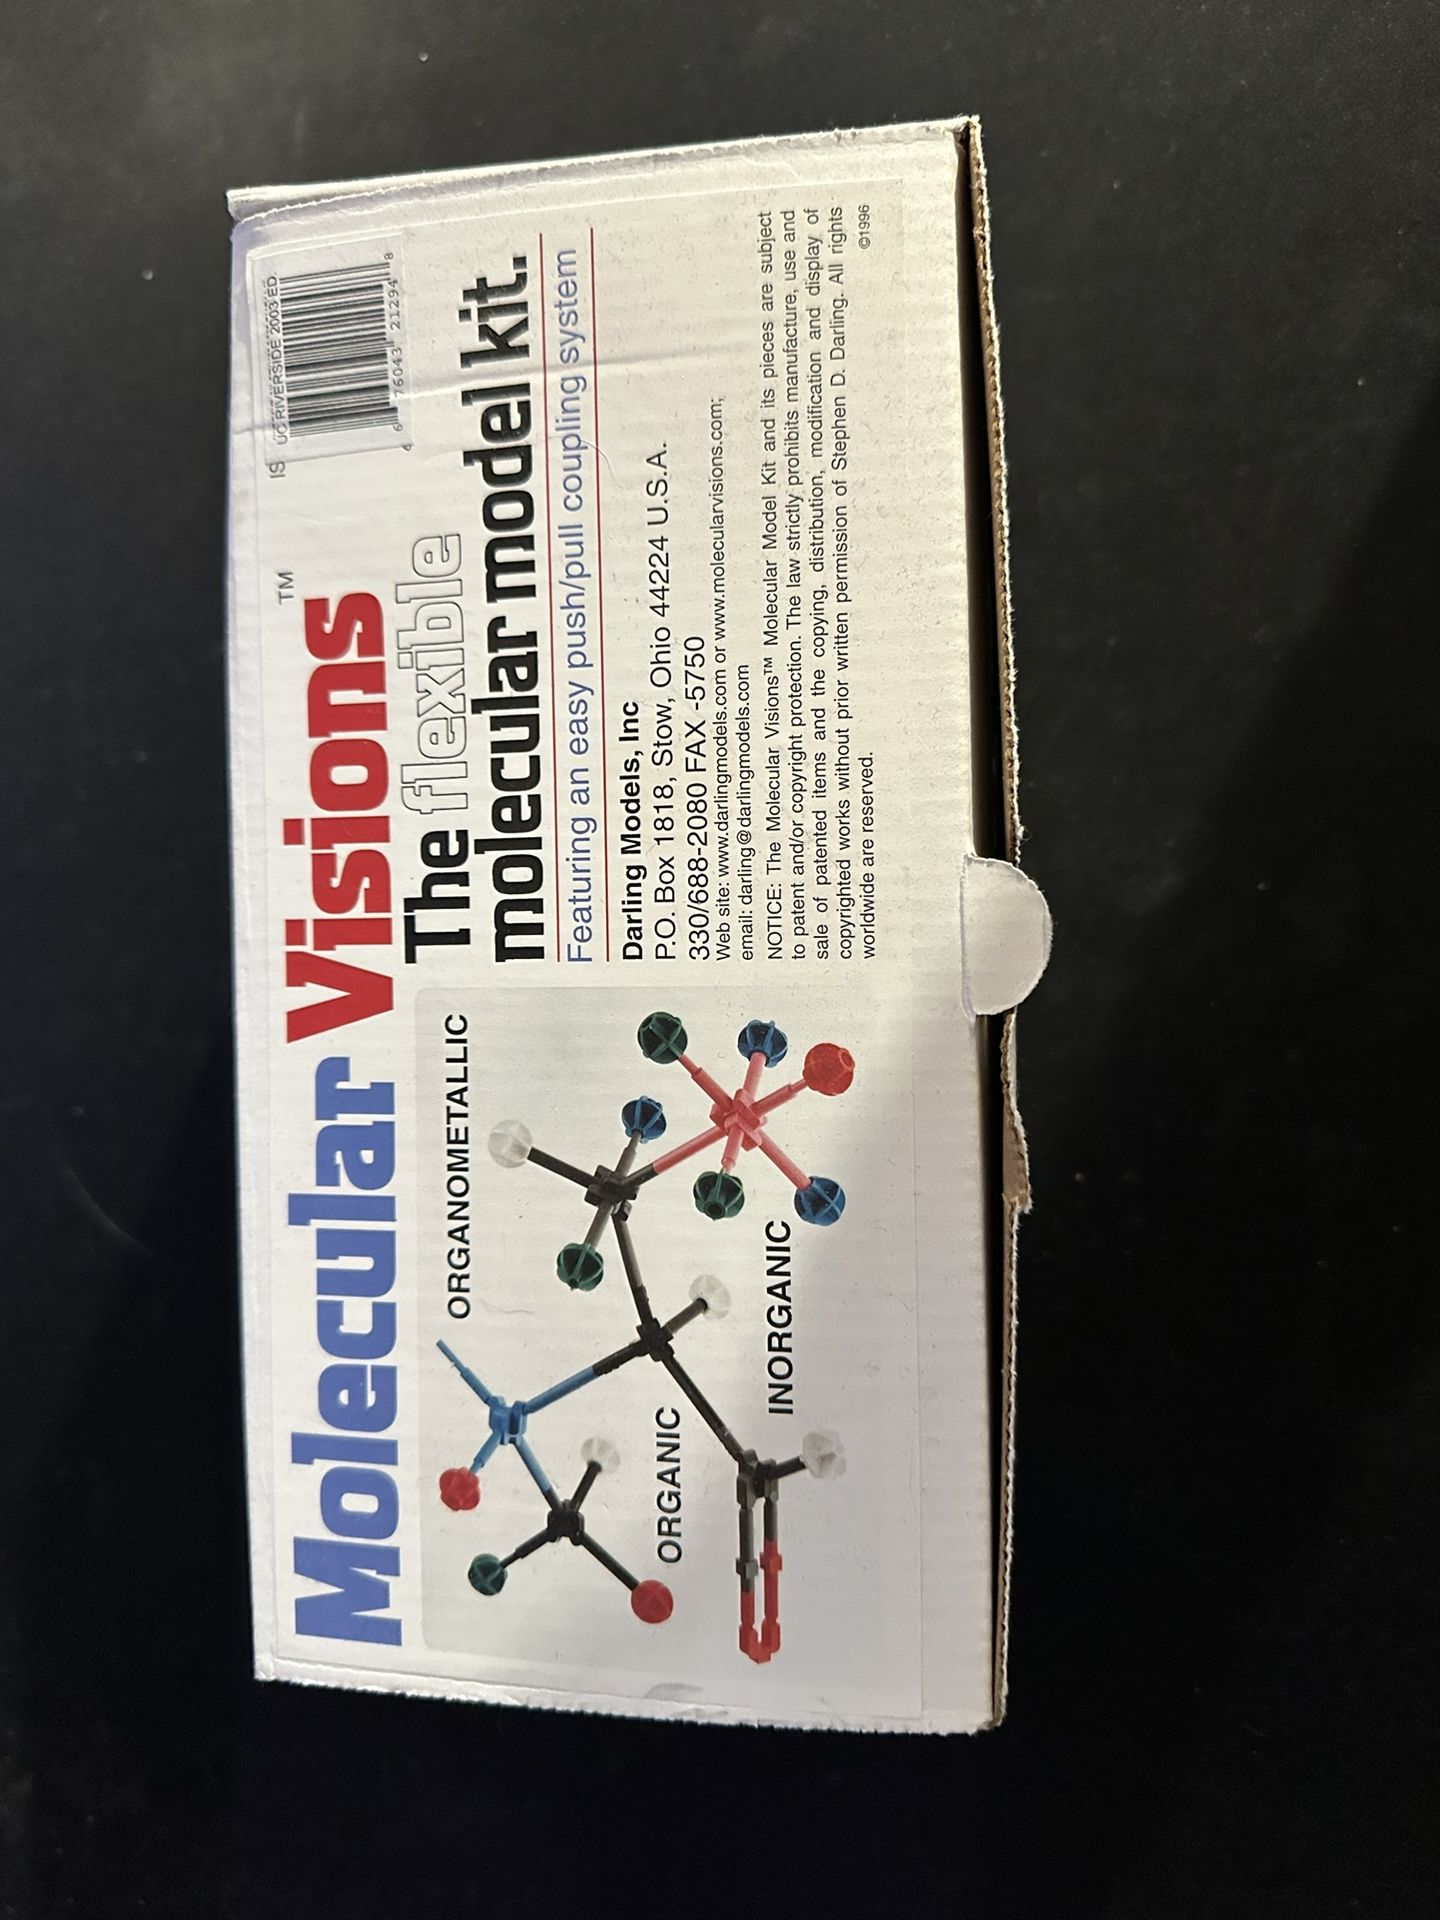 Molecular Visions™
IS UC RIVERSIDE 2003 ED.
6 76043 21294 8
The flexible
molecular model kit.
Featuring an easy push/pull coupling system
Darling Models, Inc
P.O. Box 1818, Stow, Ohio 44224 U.S.A.
330/688-2080 FAX -5750
Web site: www.darlingmodels.com or www.molecularvisions.com;
email: darling@darlingmodels.com
NOTICE: The Molecular Visions™ Molecular Model Kit and its pieces are subject
to patent and/or copyright protection. The law strictly prohibits manufacture, use and
sale of patented items and the copying, distribution, modification and display of
copyrighted works without prior written permission of Stephen D. Darling. All rights
worldwide are reserved. ©1996
ORGANOMETALLIC
ORGANIC
INORGANIC